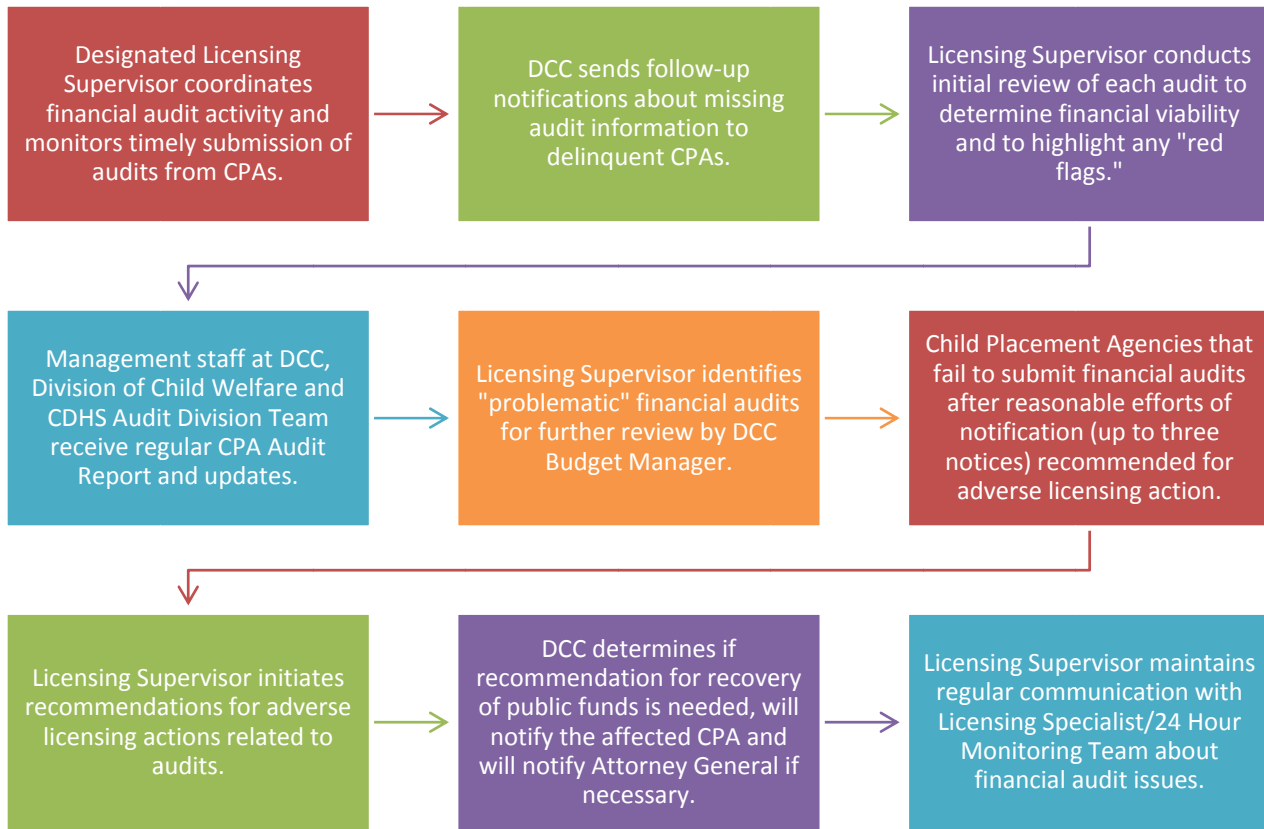 Designated Licensing
Supervisor coordinates
financial audit activity and
monitors timely submission of
audits from CPAs.
DCC sends follow-up
notifications about missing
audit information to
delinquent CPAs.
Licensing Supervisor conducts
initial review of each audit to
determine financial viability
and to highlight any "red
flags."
Management staff at DCC,
Division of Child Welfare and
CDHS Audit Division Team
receive regular CPA Audit
Report and updates.
Licensing Supervisor identifies
"problematic" financial audits
for further review by DCC
Budget Manager.
Child Placement Agencies that
fail to submit financial audits
after reasonable efforts of
notification (up to three
notices) recommended for
adverse licensing action.
Licensing Supervisor initiates
recommendations for adverse
licensing actions related to
audits.
DCC determines if
recommendation for recovery
of public funds is needed, will
notify the affected CPA and
will notify Attorney General if
necessary.
Licensing Supervisor maintains
regular communication with
Licensing Specialist/24 Hour
Monitoring Team about
financial audit issues.